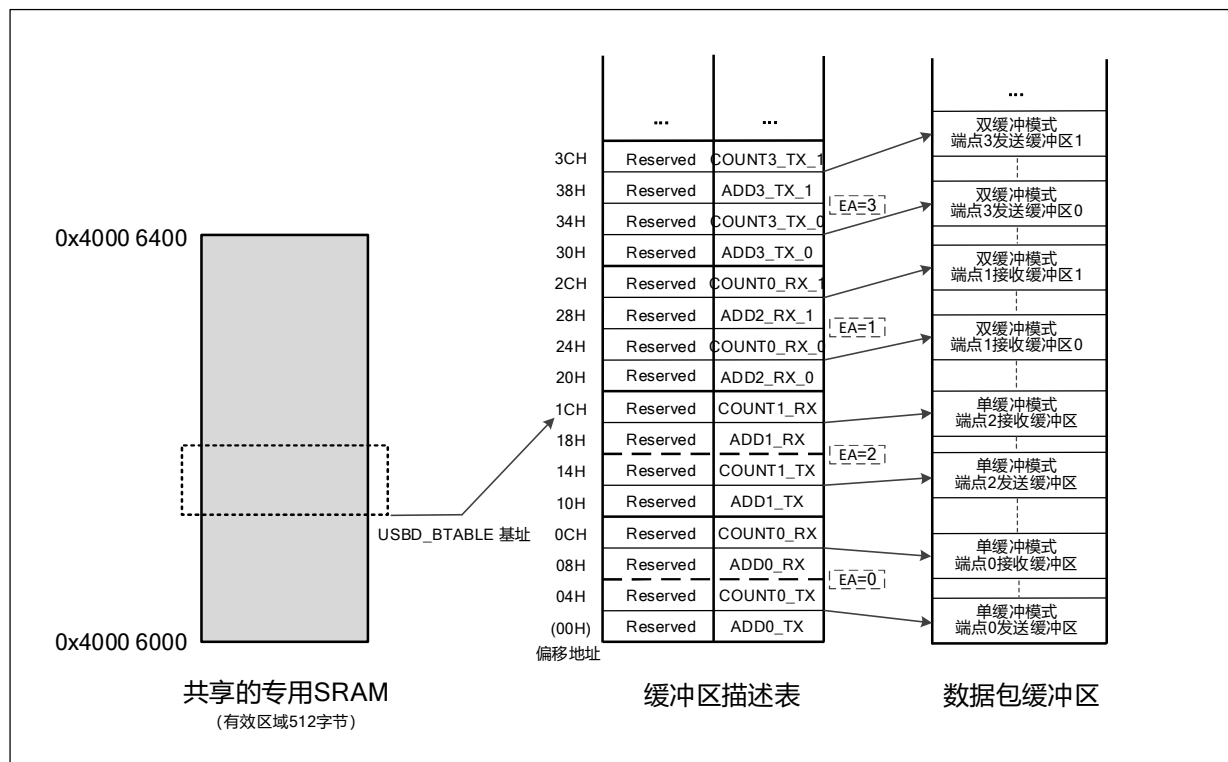 0x4000 6400
0x4000 6000
共享的专用SRAM
(有效区域512字节)
USBD_BTABLE 基址
... ...
3CH Reserved COUNT3_TX_1
38H Reserved ADD3_TX_1
34H Reserved COUNT3_TX_0
30H Reserved ADD3_TX_0
2CH Reserved COUNT0_RX_1
28H Reserved ADD2_RX_1
24H Reserved COUNT0_RX_0
20H Reserved ADD2_RX_0
1CH Reserved COUNT1_RX
18H Reserved ADD1_RX
14H Reserved COUNT1_TX
10H Reserved ADD1_TX
0CH Reserved COUNT0_RX
08H Reserved ADD0_RX
04H Reserved COUNT0_TX
(00H) Reserved ADD0_TX
偏移地址
缓冲区描述表
EA=3
EA=1
EA=2
EA=0
...
双缓冲模式
端点3发送缓冲区1
双缓冲模式
端点3发送缓冲区0
双缓冲模式
端点1接收缓冲区1
双缓冲模式
端点1接收缓冲区0
单缓冲模式
端点2接收缓冲区
单缓冲模式
端点2发送缓冲区
单缓冲模式
端点0接收缓冲区
单缓冲模式
端点0发送缓冲区
数据包缓冲区